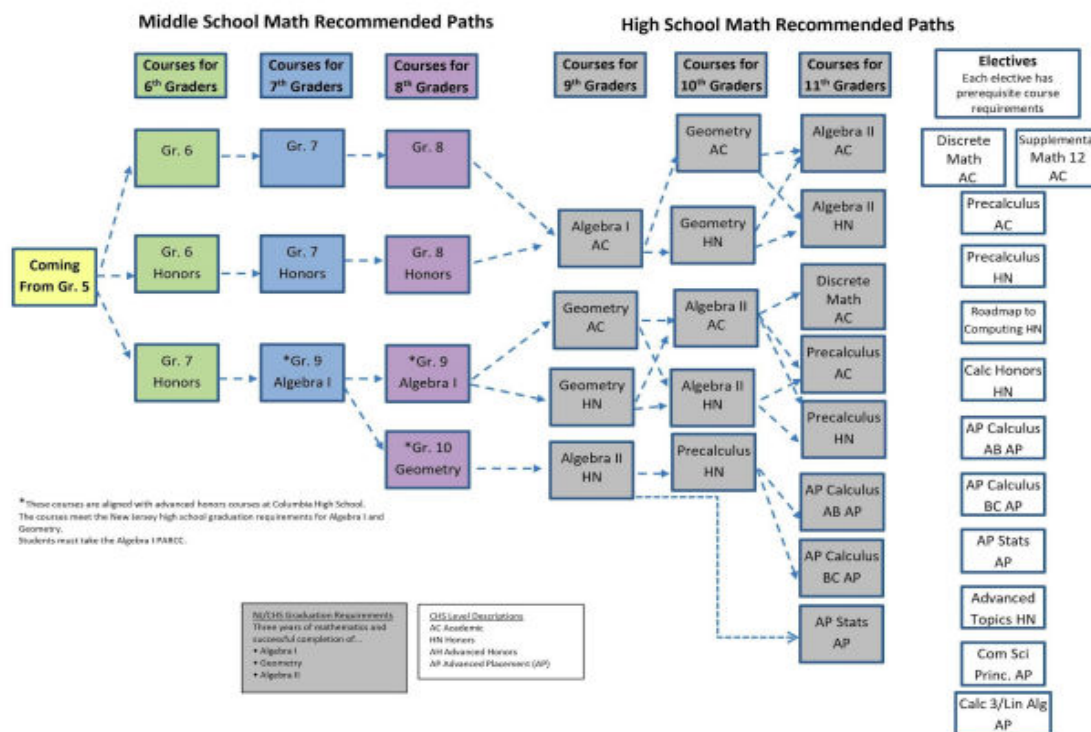 Middle School Math Recommended Paths
High School Math Recommended Paths
Courses for
6th Graders
Courses for
7th Graders
Courses for
8th Graders
Courses for
9th Graders
Courses for
10th Graders
Courses for
11th Graders
Electives
Each elective has
prerequisite course
requirements
Coming
From Gr. 5
Gr. 6
Gr. 7
Gr. 8
Gr. 6
Honors
Gr. 7
Honors
Gr. 8
Honors
Gr. 7
Honors
*Gr. 9
Algebra I
*Gr. 9
Algebra I
*Gr. 10
Geometry
Algebra I
AC
Geometry
AC
Geometry
HN
Algebra II
HN
Geometry
AC
Geometry
HN
Algebra II
AC
Algebra II
HN
Precalculus
HN
Algebra II
AC
Algebra II
HN
Discrete
Math
AC
Precalculus
AC
Precalculus
HN
AP Calculus
AB AP
AP Calculus
BC AP
AP Stats
AP
Discrete
Math
AC
Supplementa
Math 12
AC
Precalculus
AC
Precalculus
HN
Roadmap to
Computing HN
Calc Honors
HN
AP Calculus
AB AP
AP Calculus
BC AP
AP Stats
AP
Advanced
Topics HN
Com Sci
Princ. AP
Calc 3/Lin Alg
AP
*These courses are aligned with advanced honors courses at Columbia High School.
The courses meet the New Jersey high school graduation requirements for Algebra I and
Geometry.
Students must take the Algebra I PARCC.
NJ/CHS Graduation Requirements
Three years of mathematics and
successful completion of...
• Algebra I
• Geometry
• Algebra II
CHS Level Descriptions
AC Academic
HN Honors
AH Advanced Honors
AP Advanced Placement (AP)